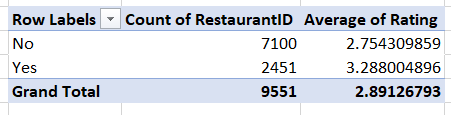 Row Labels Count of RestaurantID Average of Rating
No 7100 2.754309859
Yes 2451 3.288004896
Grand Total 9551 2.89126793